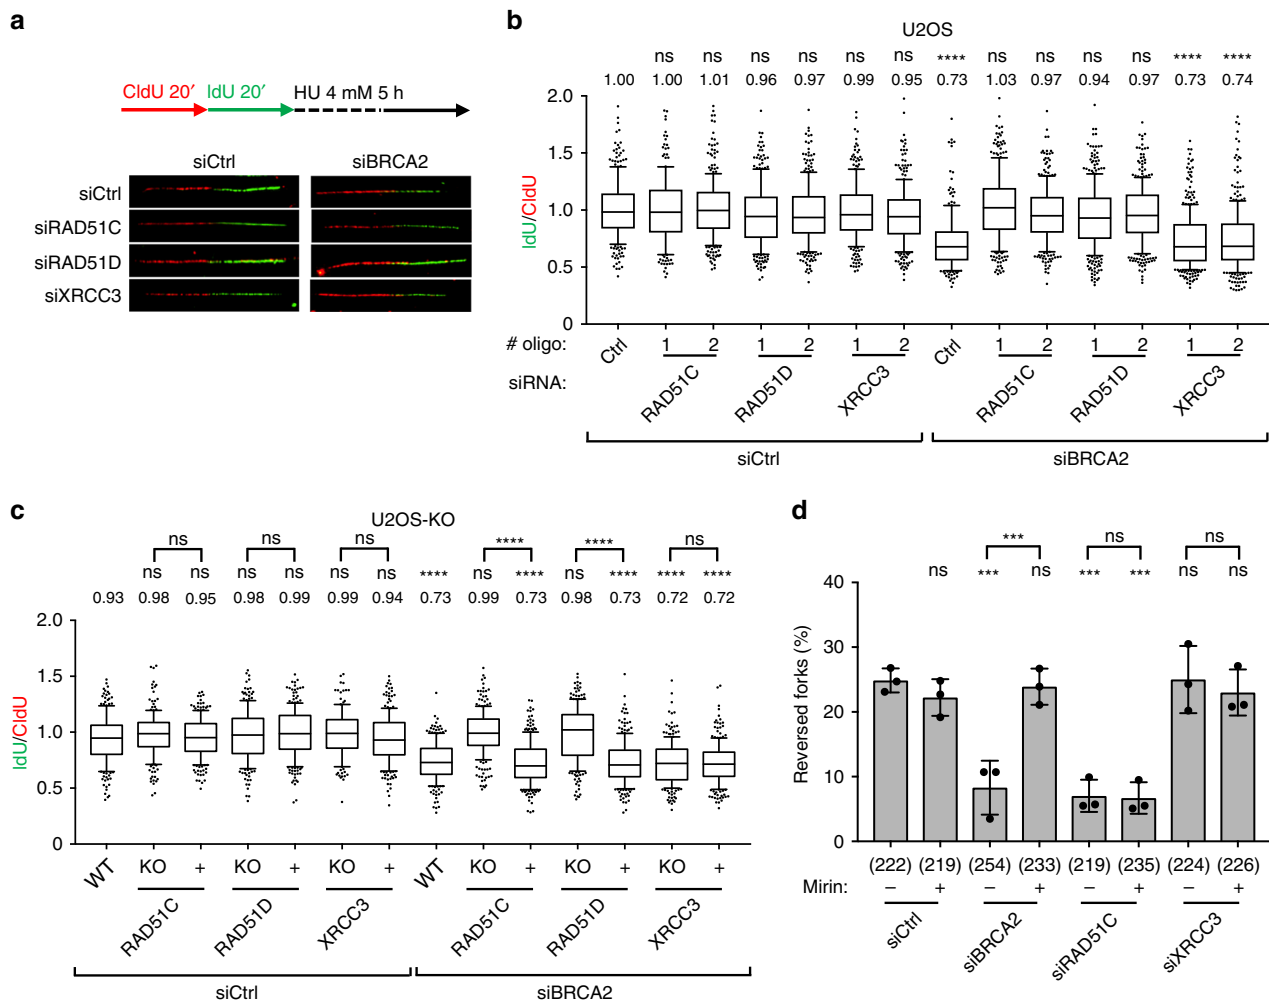 a
CldU 20′ IdU 20′ HU 4 mM 5 h
siCtrl siBRCA2
siCtrl
siRAD51C
siRAD51D
siXRCC3
b
U2OS
ns ns ns ns ns ns **** ns ns ns ns **** ****
1.00 1.00 1.01 0.96 0.97 0.99 0.95 0.73 1.03 0.97 0.94 0.97 0.73 0.74
IdU/CldU
2.0
1.5
1.0
0.5
0
# oligo: Ctrl 1 2 1 2 1 2 Ctrl 1 2 1 2 1 2
siRNA: RAD51C RAD51D XRCC3 RAD51C RAD51D XRCC3
siCtrl siBRCA2
c
U2OS-KO
ns ns ns **** **** ns
ns ns ns ns ns ns **** ns **** ns **** **** ****
0.93 0.98 0.95 0.98 0.99 0.99 0.94 0.73 0.99 0.73 0.98 0.73 0.72 0.72
IdU/CldU
2.0
1.5
1.0
0.5
0
WT KO + KO + KO + WT KO + KO + KO +
RAD51C RAD51D XRCC3 RAD51C RAD51D XRCC3
siCtrl siBRCA2
d
*** ns ns
ns *** ns *** *** ns ns
Reversed forks (%)
40
30
20
10
0
(222) (219) (254) (233) (219) (235) (224) (226)
Mirin: – + – + – + – +
siCtrl siBRCA2 siRAD51C siXRCC3